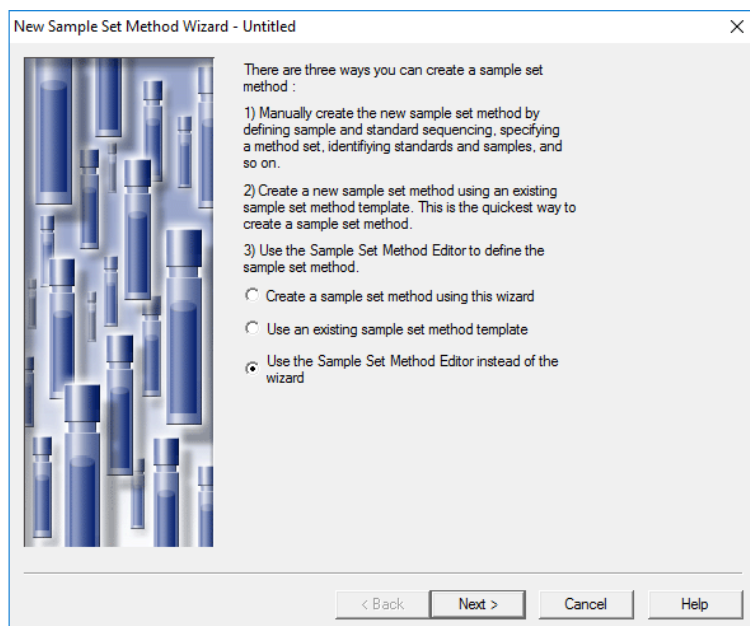 New Sample Set Method Wizard - Untitled
There are three ways you can create a sample set
method :
1) Manually create the new sample set method by
defining sample and standard sequencing, specifying
a method set, identifiying standards and samples, and
so on.
2) Create a new sample set method using an existing
sample set method template. This is the quickest way to
create a sample set method.
3) Use the Sample Set Method Editor to define the
sample set method.
Create a sample set method using this wizard
Use an existing sample set method template
Use the Sample Set Method Editor instead of the
wizard
< Back Next > Cancel Help